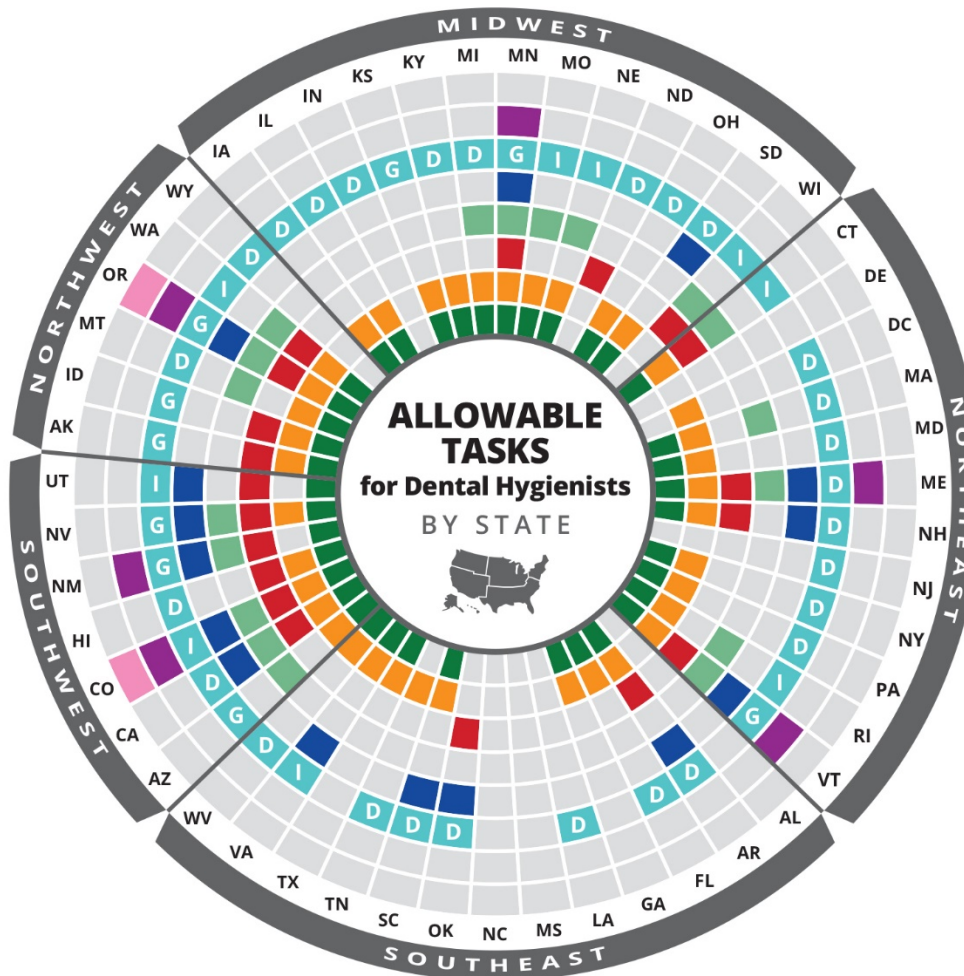 MIDWEST
IA
IL
IN
KS
KY
MI
MN
MO
NE
ND
OH
SD
WI
NORTHEAST
CT
DE
DC
MA
MD
ME
NH
NJ
NY
PA
RI
VT
SOUTHEAST
AL
AR
FL
GA
LA
MS
NC
OK
SC
TN
TX
VA
WV
SOUTHWEST
AZ
CA
CO
HI
NM
NV
UT
NORTHWEST
AK
ID
MT
OR
WA
WY
D
D
D
G
D
D
G
I
I
D
D
D
I
I
D
D
D
D
D
D
D
D
I
G
D
D
D
D
D
D
I
D
G
D
I
D
G
G
I
G
G
D
G
I
D
ALLOWABLE
TASKS
for Dental Hygienists
BY STATE